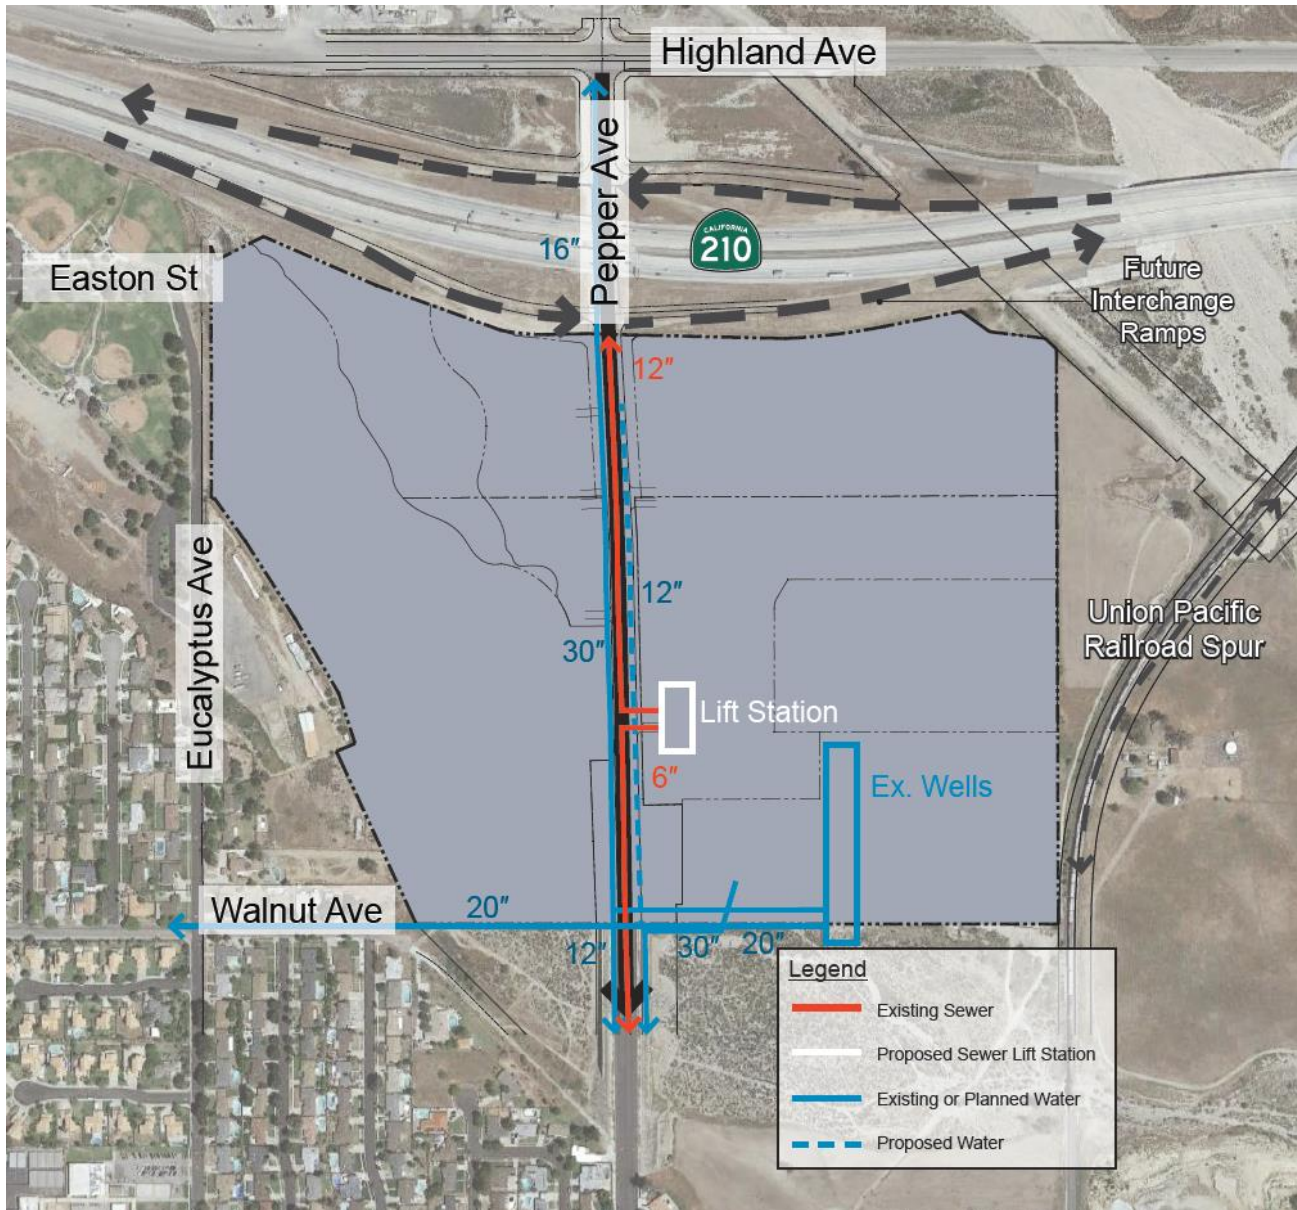 Highland Ave
Pepper Ave
16″
CALIFORNIA
210
Easton St
Future
Interchange
Ramps
12″
Eucalyptus Ave
12″
30″
Union Pacific
Railroad Spur
Lift Station
6″
Ex. Wells
Walnut Ave
20″
12″
30″
20″
Legend
Existing Sewer
Proposed Sewer Lift Station
Existing or Planned Water
Proposed Water